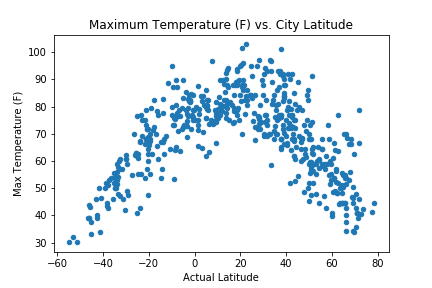 Maximum Temperature (F) vs. City Latitude
100
90
80
70
60
50
40
30
Max Temperature (F)
−60 −40 −20 0 20 40 60 80
Actual Latitude